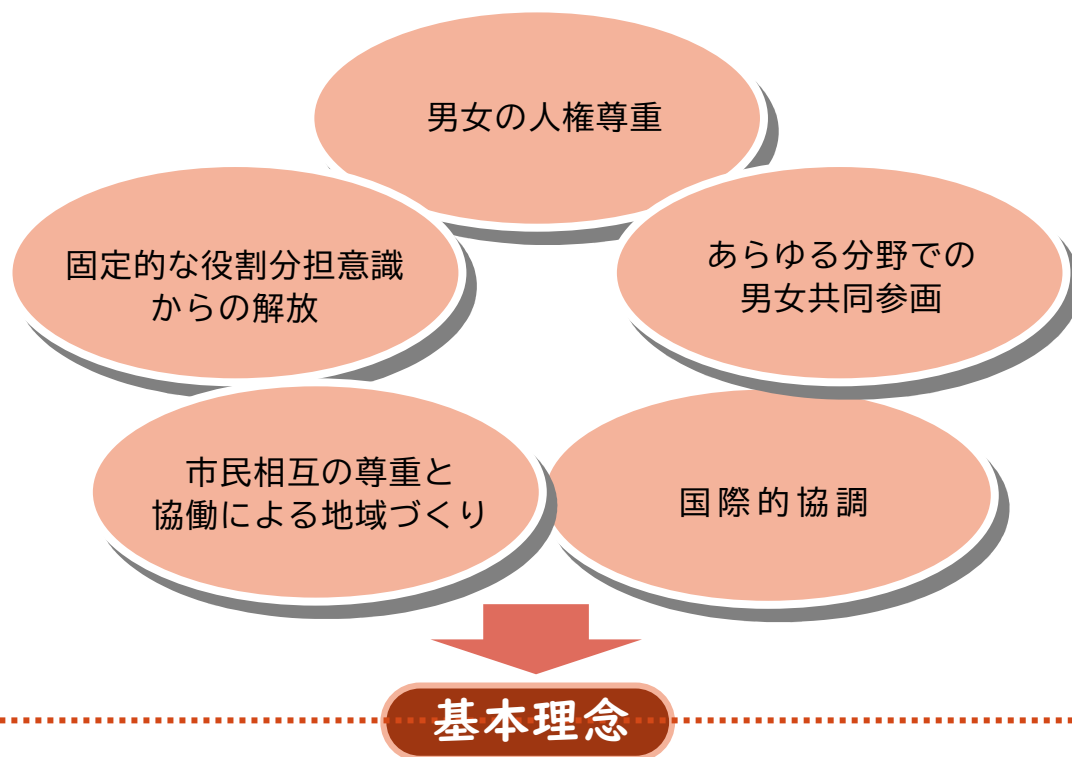 男女の人権尊重
固定的な役割分担意識
からの解放
あらゆる分野での
男女共同参画
市民相互の尊重と
協働による地域づくり
国際的協調
基本理念